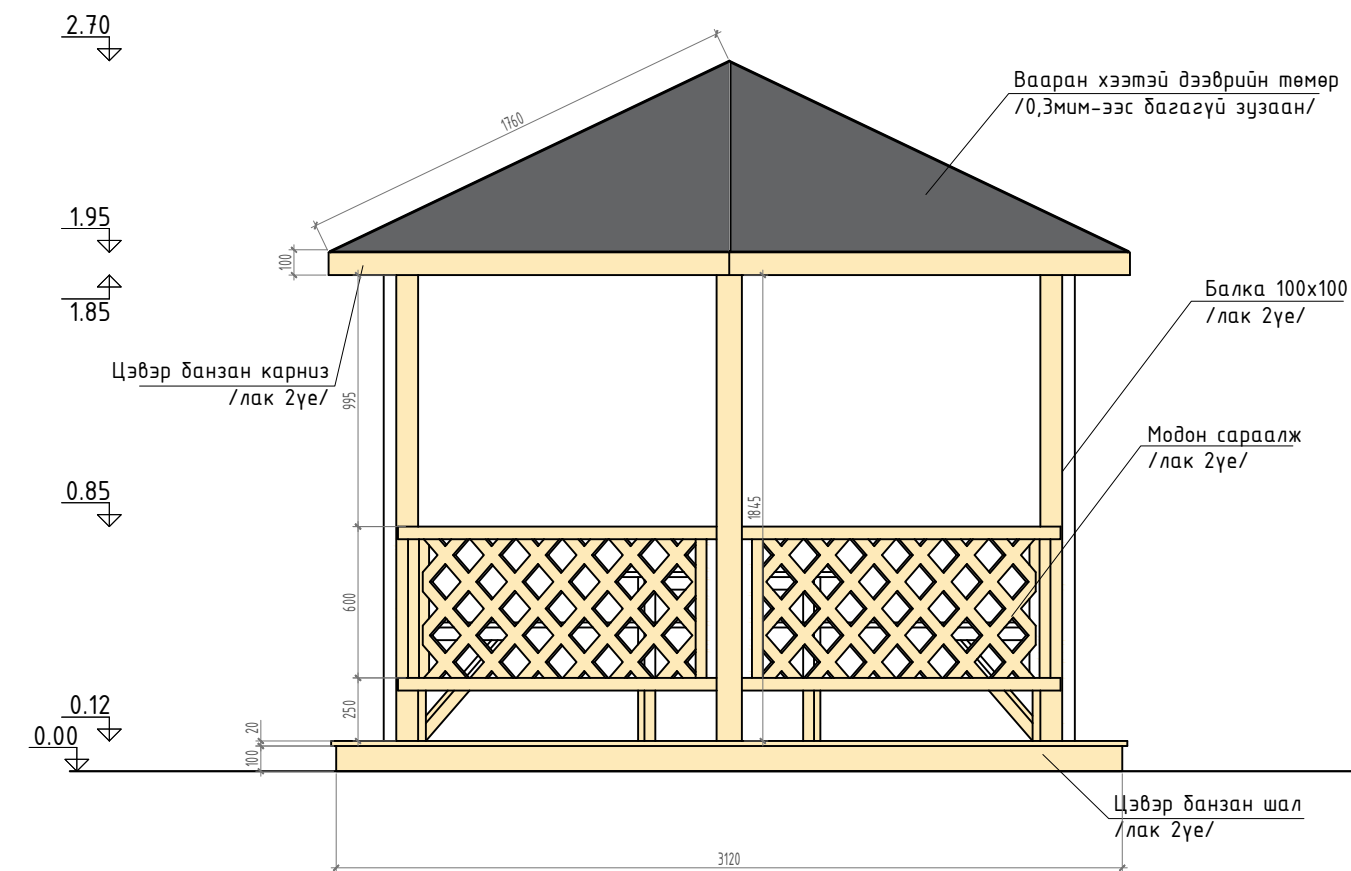 2.70
1760
Вааран хээтэй дээврийн төмөр
/0,3мим-ээс багагүй зузаан/
1.95
100
1.85
Балка 100х100
/лак 2үе/
Цэвэр банзан карниз
/лак 2үе/
995
Модон сараалж
/лак 2үе/
0.85
1845
600
250
0.12
20
0.00
100
Цэвэр банзан шал
/лак 2үе/
3120